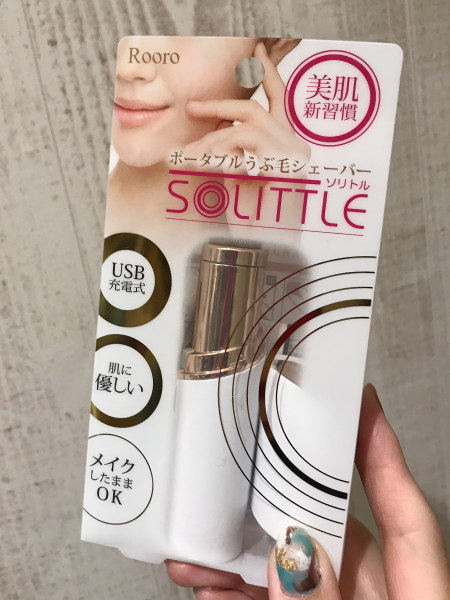 Rooro
美肌
新習慣
ポータブルうぶ毛シェーバー
ソリトル
SOLITTLE
USB
充電式
肌に
優しい
メイク
したまま
OK